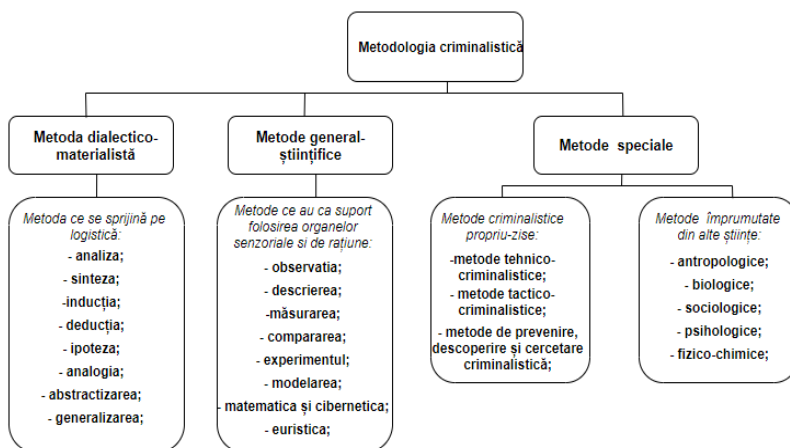 Metodologia criminalistică
Metoda dialectico-
materialistă
Metode general-
științifice
Metode speciale
Metoda ce se sprijină pe
logistică:
- analiza;
- sinteza;
-inducția;
- deducția;
- ipoteza;
- analogia;
- abstractizarea;
- generalizarea;
Metode ce au ca suport
folosirea organelor
senzoriale si de rațiune:
- observatia;
- descrierea;
-măsurarea;
- compararea;
- experimentul;
- modelarea;
- matematica și cibernetica;
- euristica;
Metode criminalistice
propriu-zise:
-metode tehnico-
criminalistice;
- metode tactico-
criminalistice;
- metode de prevenire,
descoperire și cercetare
criminalistică;
Metode împrumutate
din alte științe:
- antropologice;
- biologice;
- sociologice;
- psihologice;
- fizico-chimice;